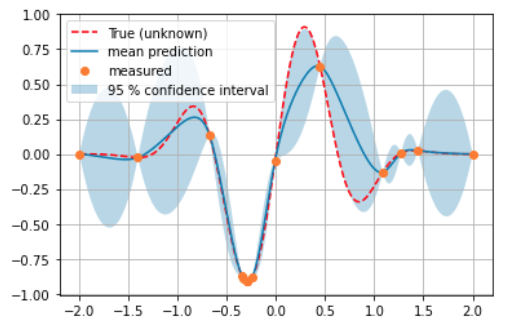 1.00
0.75
0.50
0.25
0.00
−0.25
−0.50
−0.75
−1.00
True (unknown)
mean prediction
measured
95 % confidence interval
−2.0 −1.5 −1.0 −0.5 0.0 0.5 1.0 1.5 2.0